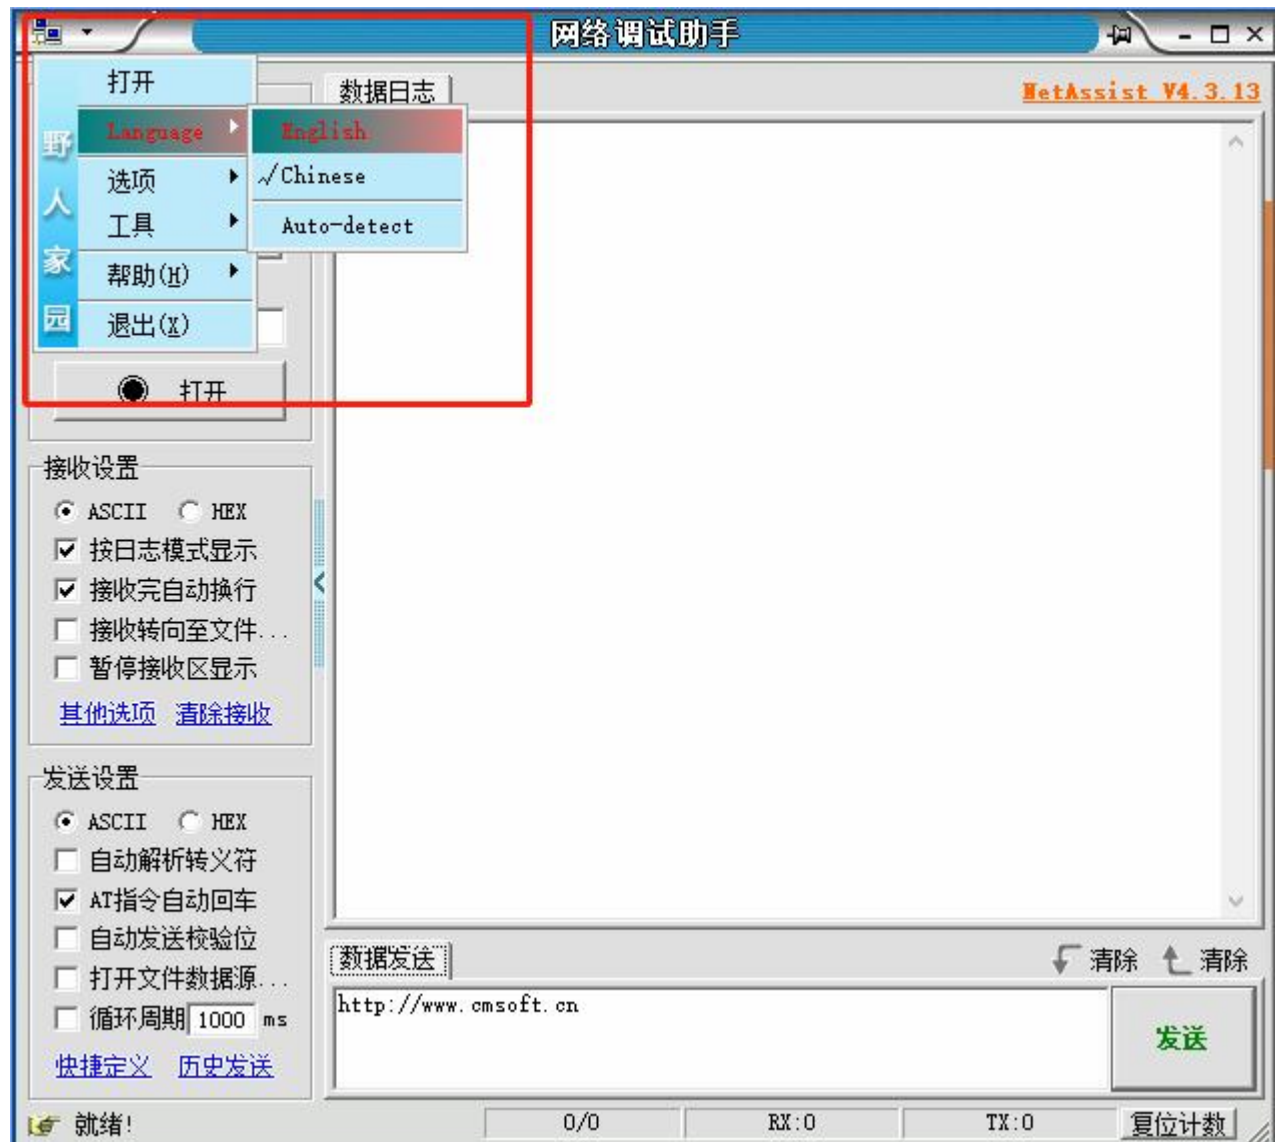 网络调试助手
打开
数据日志
NetAssist V4.3.13
野人家园
Language
English
选项
√Chinese
工具
Auto-detect
帮助(H)
退出(X)
打开
接收设置
ASCII HEX
按日志模式显示
接收完自动换行
接收转向至文件...
暂停接收区显示
其他选项 清除接收
发送设置
ASCII HEX
自动解析转义符
AT指令自动回车
自动发送校验位
打开文件数据源...
循环周期 1000 ms
快捷定义 历史发送
数据发送
清除 清除
http://www.cmsoft.cn
发送
就绪!
0/0
RX:0
TX:0
复位计数